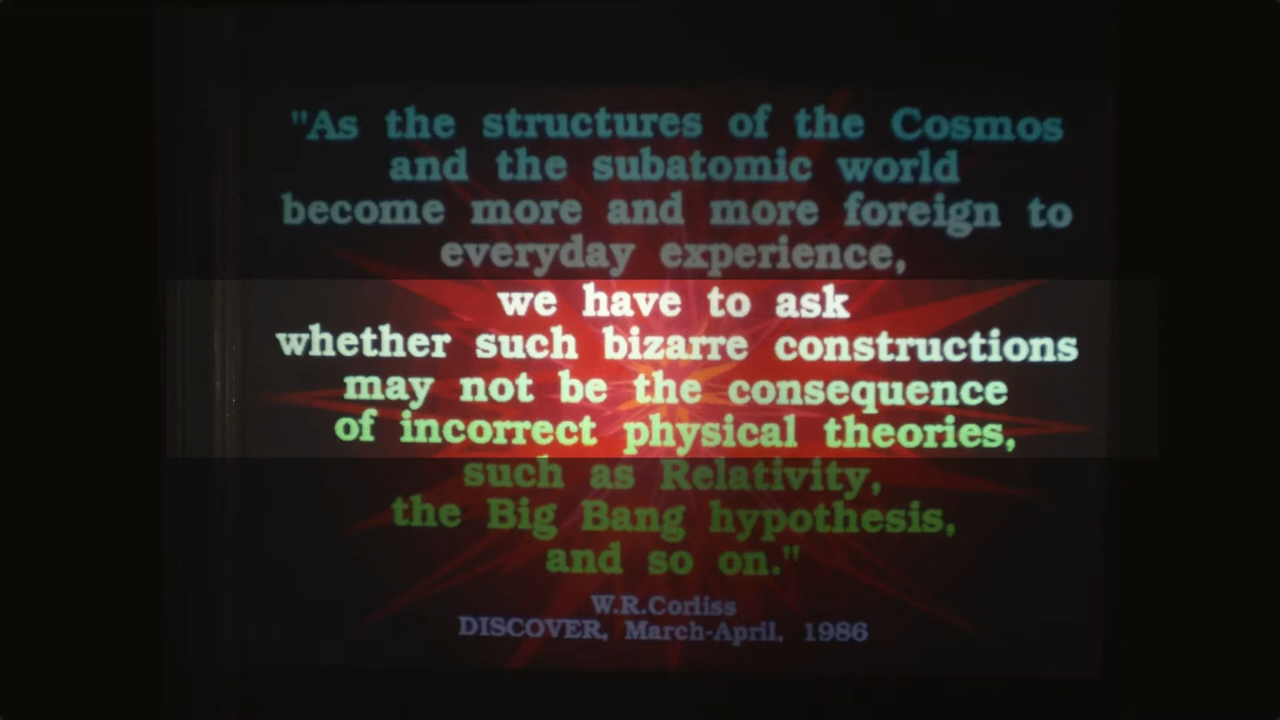 "As the structures of the Cosmos
and the subatomic world
become more and more foreign to
everyday experience,
we have to ask
whether such bizarre constructions
may not be the consequence
of incorrect physical theories,
such as Relativity,
the Big Bang hypothesis,
and so on."
W.R.Corliss
DISCOVER, March-April, 1986